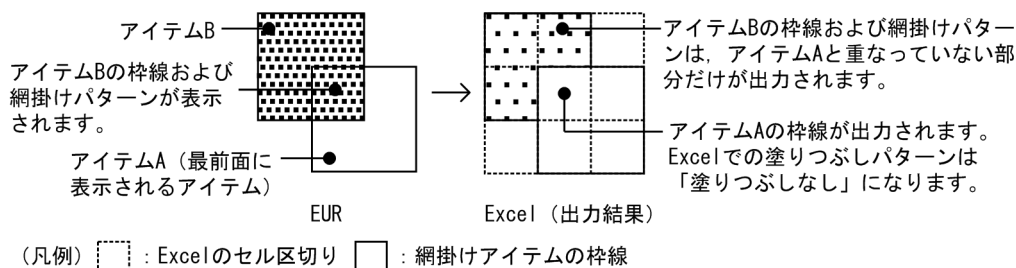 アイテムB
アイテムBの枠線および
網掛けパターンが表示
されます。
アイテムA（最前面に
表示されるアイテム）
EUR
アイテムBの枠線および網掛けパター
ンは，アイテムAと重なっていない部
分だけが出力されます。
アイテムAの枠線が出力されます。
Excelでの塗りつぶしパターンは
「塗りつぶしなし」になります。
Excel（出力結果）
（凡例） ：Excelのセル区切り ：網掛けアイテムの枠線